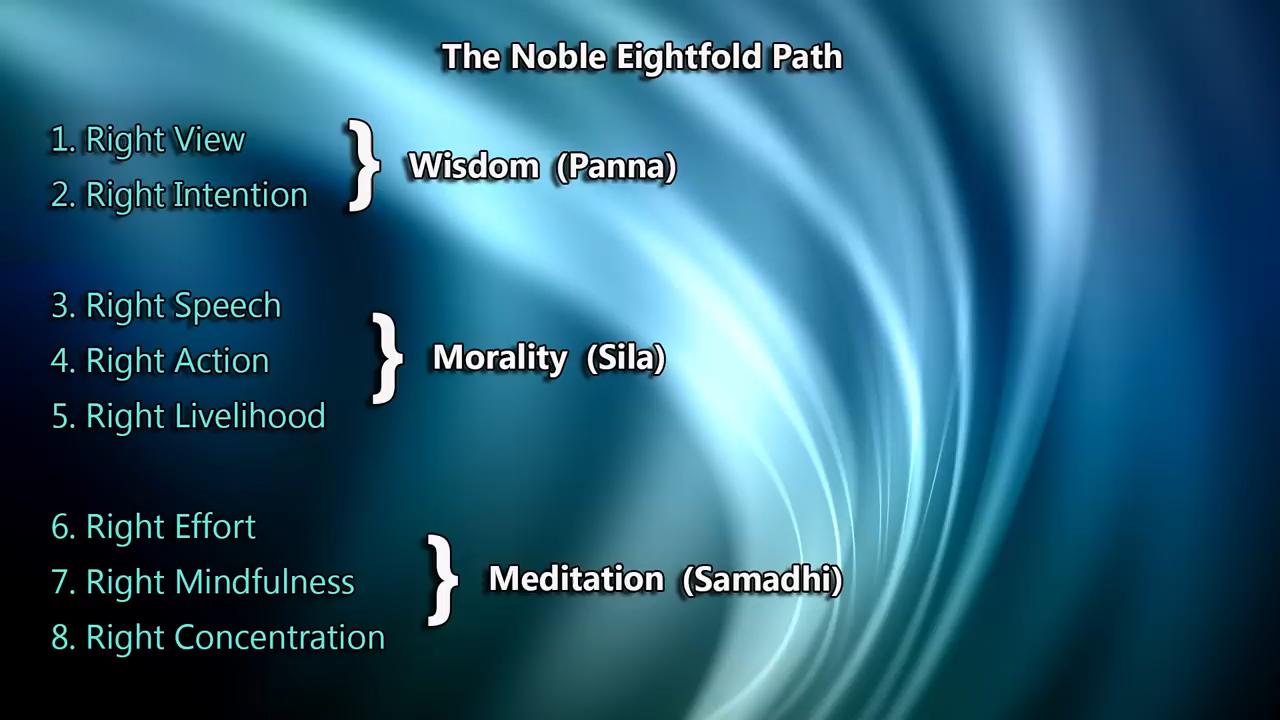 The Noble Eightfold Path
1. Right View
2. Right Intention
} Wisdom (Panna)
3. Right Speech
4. Right Action
5. Right Livelihood
} Morality (Sila)
6. Right Effort
7. Right Mindfulness
8. Right Concentration
} Meditation (Samadhi)